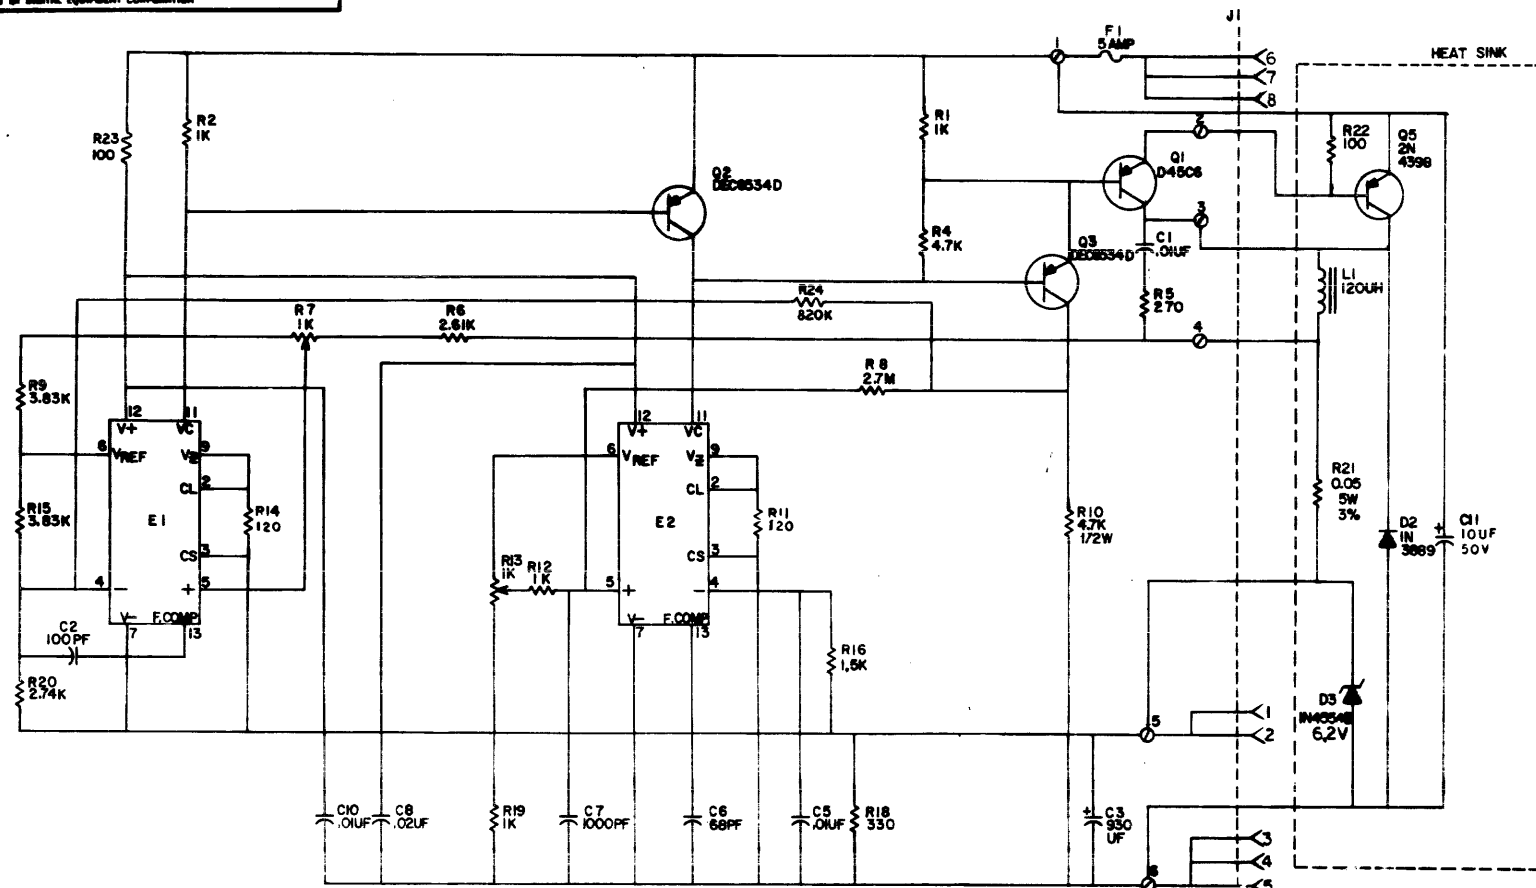 OF DIGITAL EQUIPMENT CORPORATION
J1
1
F1
5 AMP
6
7
8
HEAT SINK
R23
100
R2
1K
R1
1K
2
R22
100
Q5
2N
4398
Q2
DEC6534D
Q1
D45C6
3
R4
4.7K
Q3
DEC6534D
C1
.01UF
L1
120UH
R24
820K
R5
270
R7
1K
R6
2.61K
4
R8
2.7M
R9
3.83K
12
11
V+
VC
6
VREF
VZ
9
CL
2
R15
3.83K
E1
R14
120
CS
3
4
-
+
5
V-
F.COMP
7
13
C2
100PF
R20
2.74K
12
11
V+
VC
6
VREF
VZ
9
CL
2
E2
R11
120
CS
3
R13
1K
R12
1K
5
+
-
4
V-
F.COMP
7
13
R16
1.5K
R10
4.7K
1/2W
R21
0.05
5W
3%
D2
IN
3889
+
C11
10UF
50V
D3
6.2V
5
1
2
C10
.01UF
C8
.02UF
R19
1K
C7
1000PF
C6
68PF
C5
.01UF
R18
330
+
C3
930
UF
3
4
5
6